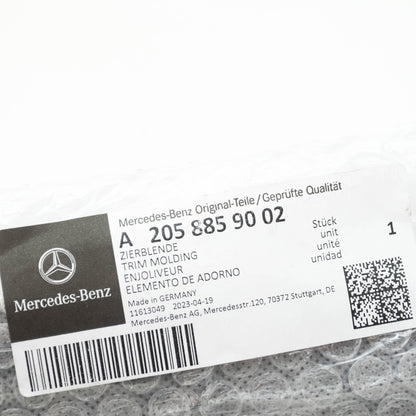 Mercedes-Benz Original-Teile/Geprüfte Qualität
A 205 885 90 02
ZIERBLENDE
TRIM MOLDING
ENJOLIVEUR
ELEMENTO DE ADORNO
Stück
unit
unité
unidad
1
Made in GERMANY
11613049 2023-04-19
Mercedes-Benz AG, Mercedesstr.120, 70372 Stuttgart, DE
Mercedes-Benz